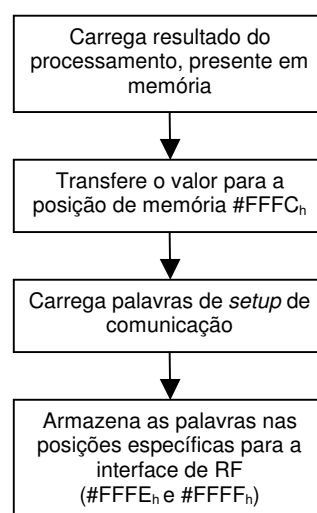 Carrega resultado do
processamento, presente em
memória
Transfere o valor para a
posição de memória #FFFCₕ
Carrega palavras de setup de
comunicação
Armazena as palavras nas
posições específicas para a
interface de RF
(#FFFEₕ e #FFFFₕ)